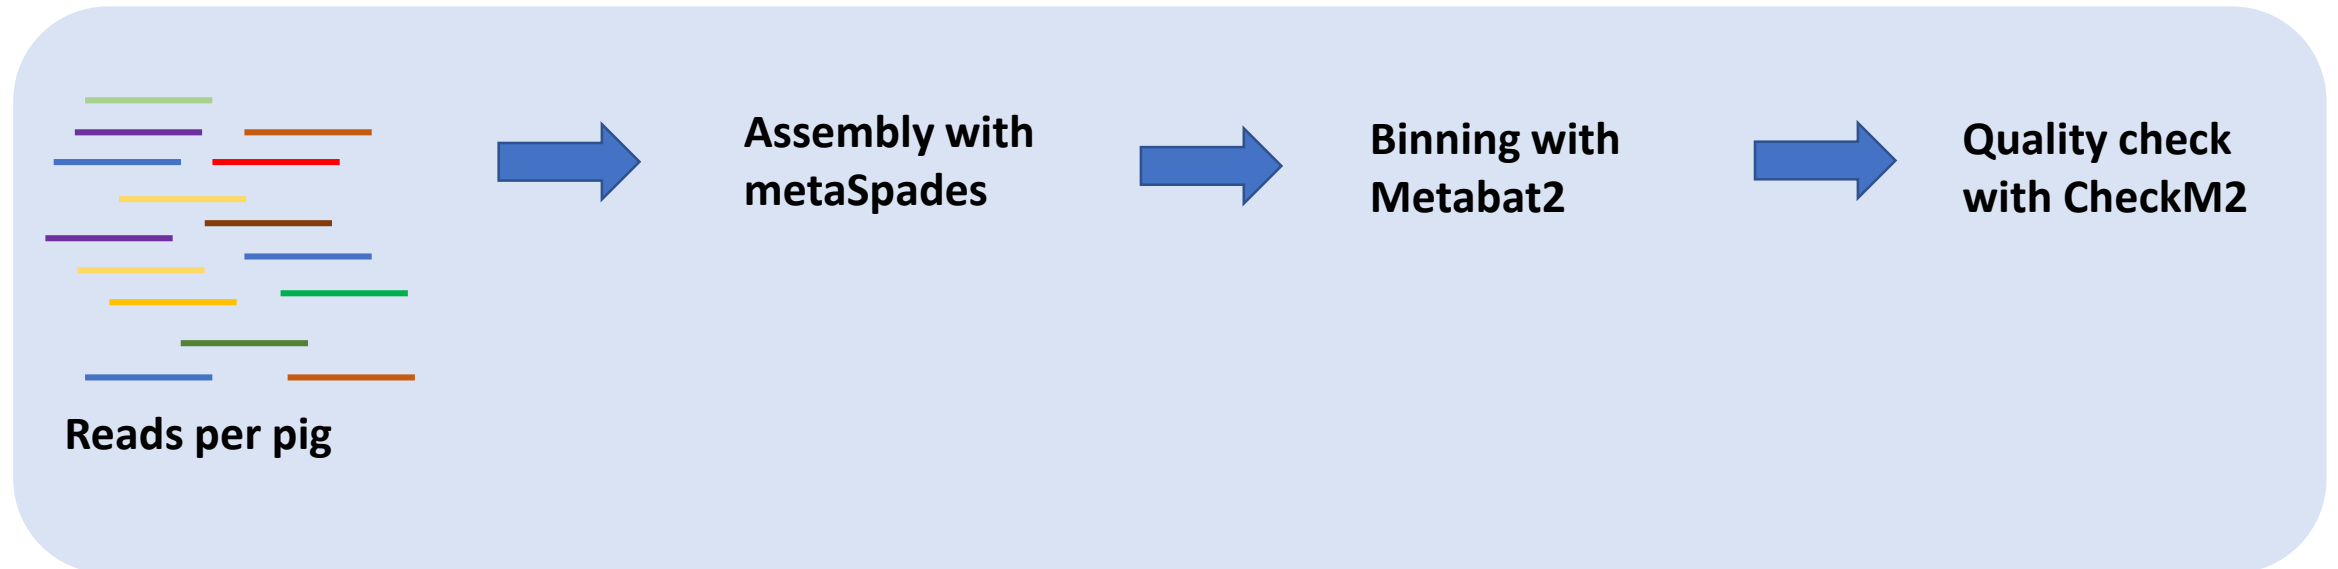 Assembly with
metaSpades
Binning with
Metabat2
Quality check
with CheckM2
Reads per pig